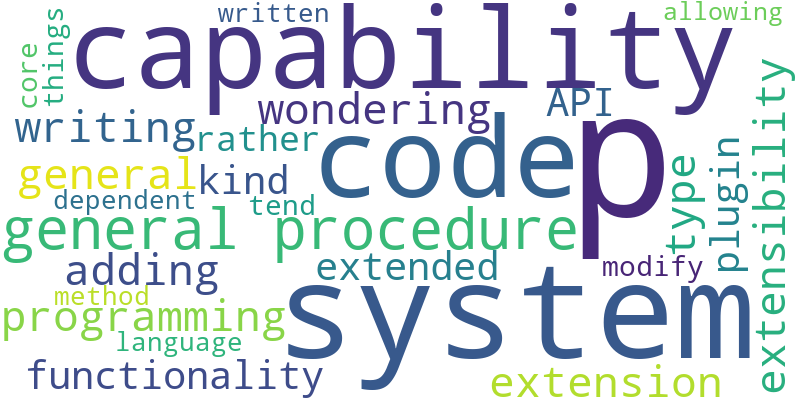 written
allowing
capability
core
things
wondering
API
writing
rather
code
p
general
kind
dependent
tend
type
plugin
extensibility
general procedure
adding
extended
modify
system
method
programming
language
functionality
extension